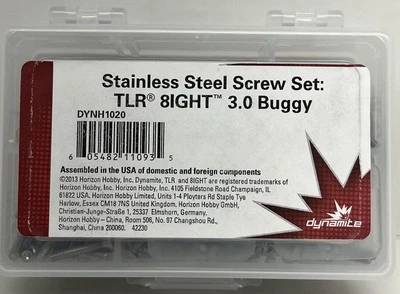 Stainless Steel Screw Set:
TLR® 8IGHT™ 3.0 Buggy
DYNH1020
6 05482 11093 5
Assembled in the USA of domestic and foreign components
©2013 Horizon Hobby, Inc. Dynamite, TLR and 8IGHT are registered trademarks of
Horizon Hobby, Inc. Horizon Hobby, Inc. 4105 Fieldstone Road Champaign, IL
61822 USA, Horizon Hobby Limited, Units 1-4 Ployters Rd Staple Tye
Harlow, Essex CM18 7NS United Kingdom. Horizon Hobby GmbH,
Christian-Junge-Straße 1, 25337 Elmshorn, Germany.
Horizon Hobby – China, Room 506, No. 97 Changshou Rd.,
Shanghai, China 200060. 42230
dynamite